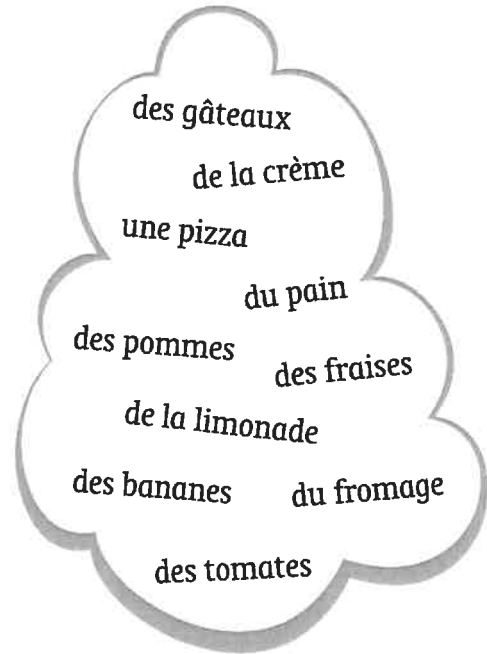 des gâteaux
de la crème
une pizza
du pain
des pommes
des fraises
de la limonade
des bananes
du fromage
des tomates